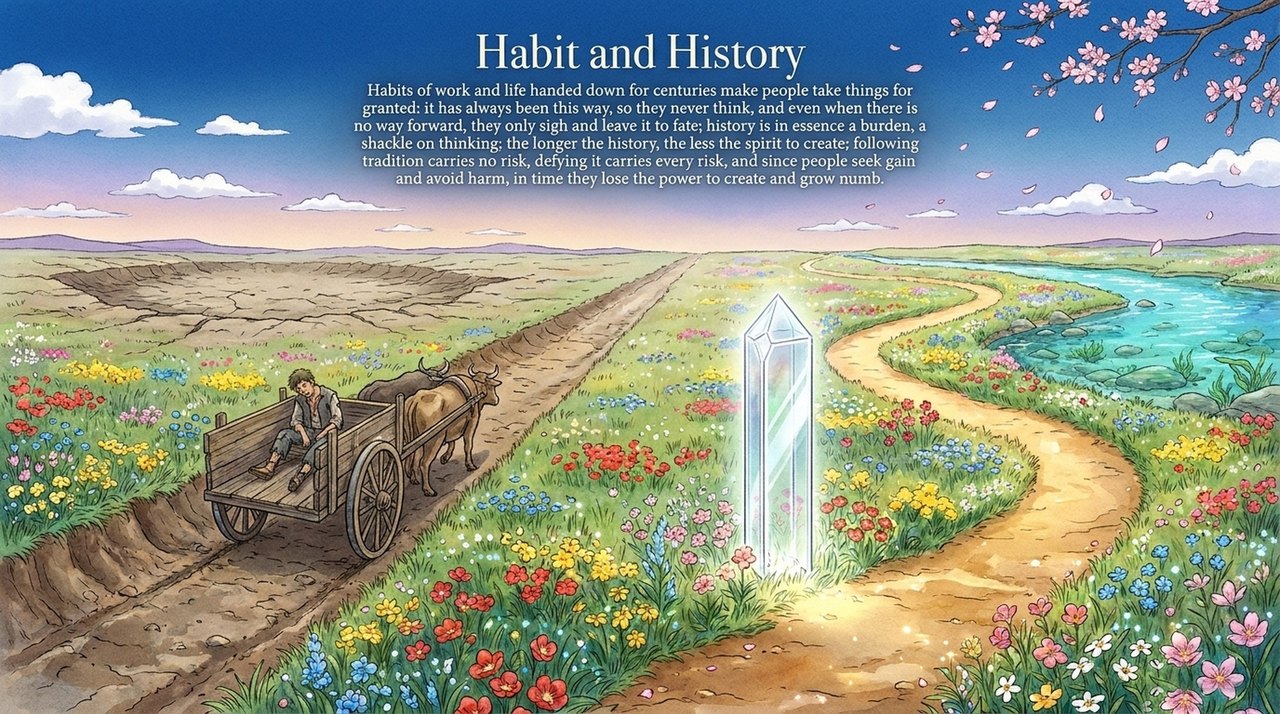 Habit and History
Habits of work and life handed down for centuries make people take things for
granted: it has always been this way, so they never think, and even when there is
no way forward, they only sigh and leave it to fate; history is in essence a burden, a
shackle on thinking; the longer the history, the less the spirit to create; following
tradition carries no risk, defying it carries every risk, and since people seek gain
and avoid harm, in time they lose the power to create and grow numb.